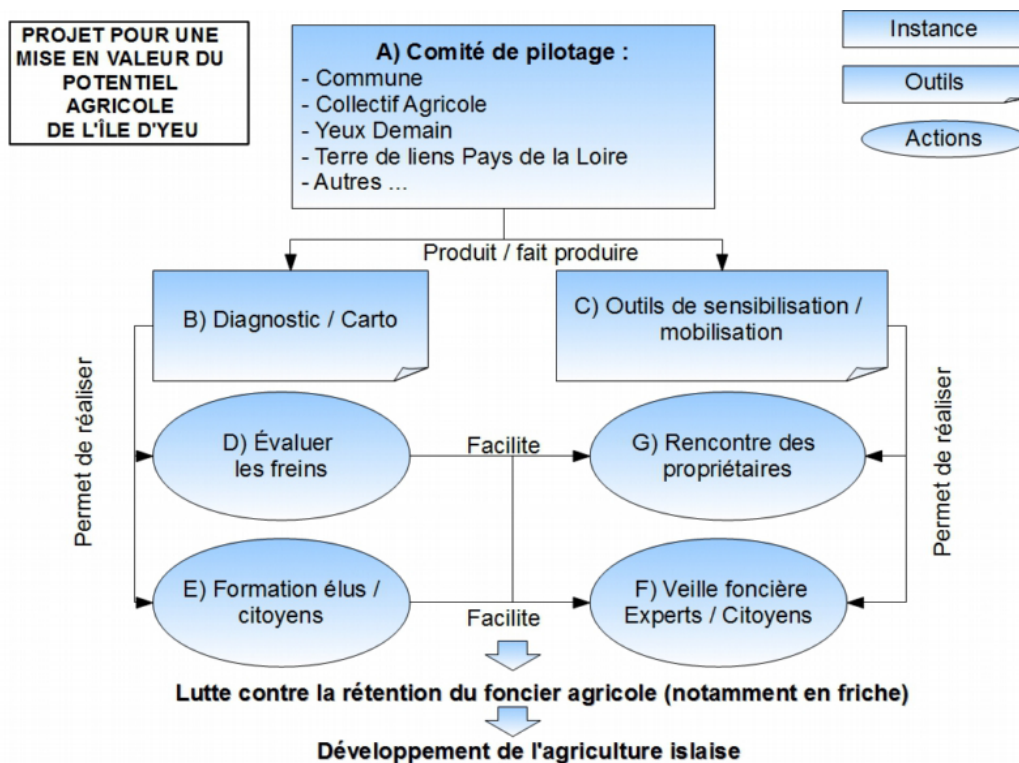 PROJET POUR UNE
MISE EN VALEUR DU
POTENTIEL
AGRICOLE
DE L'ÎLE D'YEU
A) Comité de pilotage :
- Commune
- Collectif Agricole
- Yeux Demain
- Terre de liens Pays de la Loire
- Autres ...
Instance
Outils
Actions
Produit / fait produire
B) Diagnostic / Carto
C) Outils de sensibilisation /
mobilisation
Permet de réaliser
Permet de réaliser
D) Évaluer
les freins
Facilite
G) Rencontre des
propriétaires
E) Formation élus /
citoyens
Facilite
F) Veille foncière
Experts / Citoyens
Lutte contre la rétention du foncier agricole (notamment en friche)
Développement de l'agriculture islaise